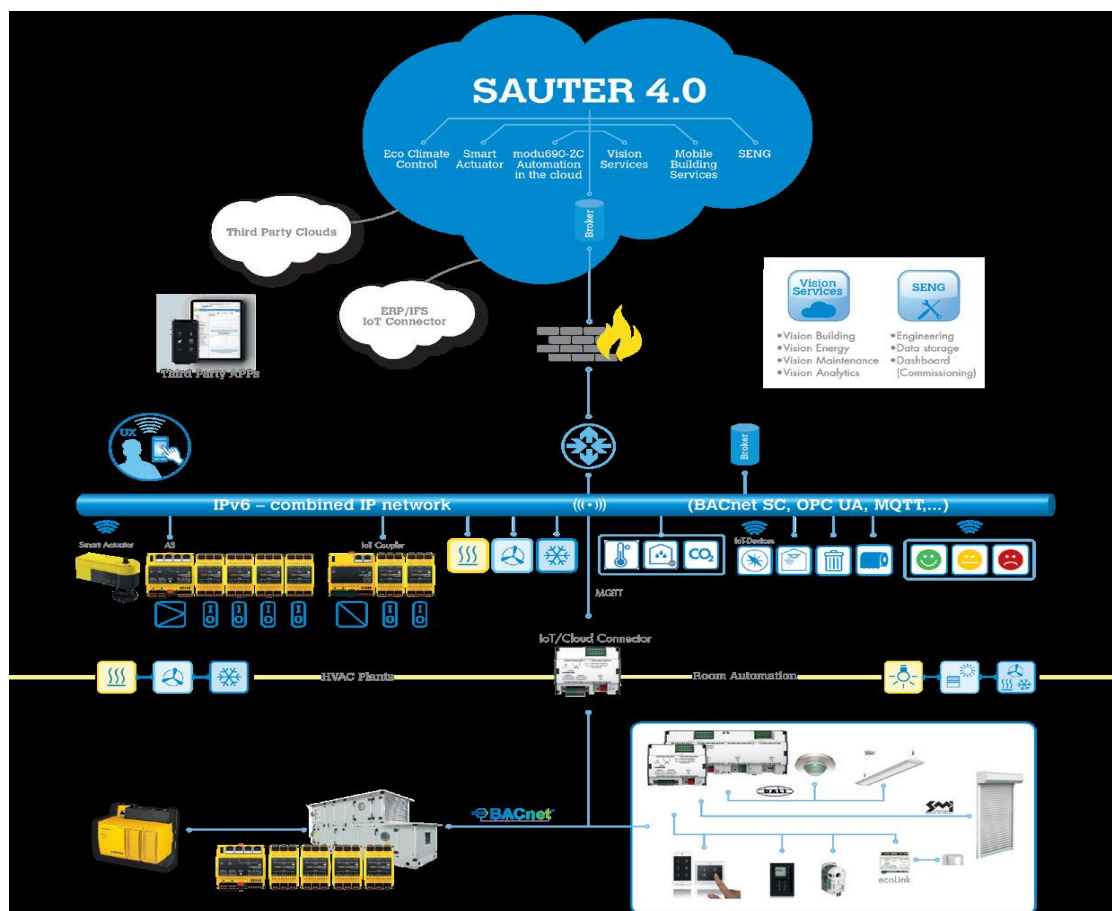 SAUTER 4.0
Eco Climate
Control
Smart
Actuator
modu690-ZC
Automation
in the cloud
Vision
Services
Mobile
Building
Services
SENG
Broker
Third Party Clouds
ERP/IFS
IoT Connector
Third Party APPs
Vision
Services
•Vision Building
•Vision Energy
•Vision Maintenance
•Vision Analytics
SENG
•Engineering
•Data storage
•Dashboard
(Commissioning)
UX
Broker
IPv6 – combined IP network
(BACnet SC, OPC UA, MQTT,...)
Smart Actuator
AS
IoT Coupler
CO₂
IoT-Devices
I
O
I
O
I
O
I
O
I
O
I
O
MQTT
IoT/Cloud Connector
HVAC Plants
Room Automation
DALI
SMI
BACnet
ecoLink